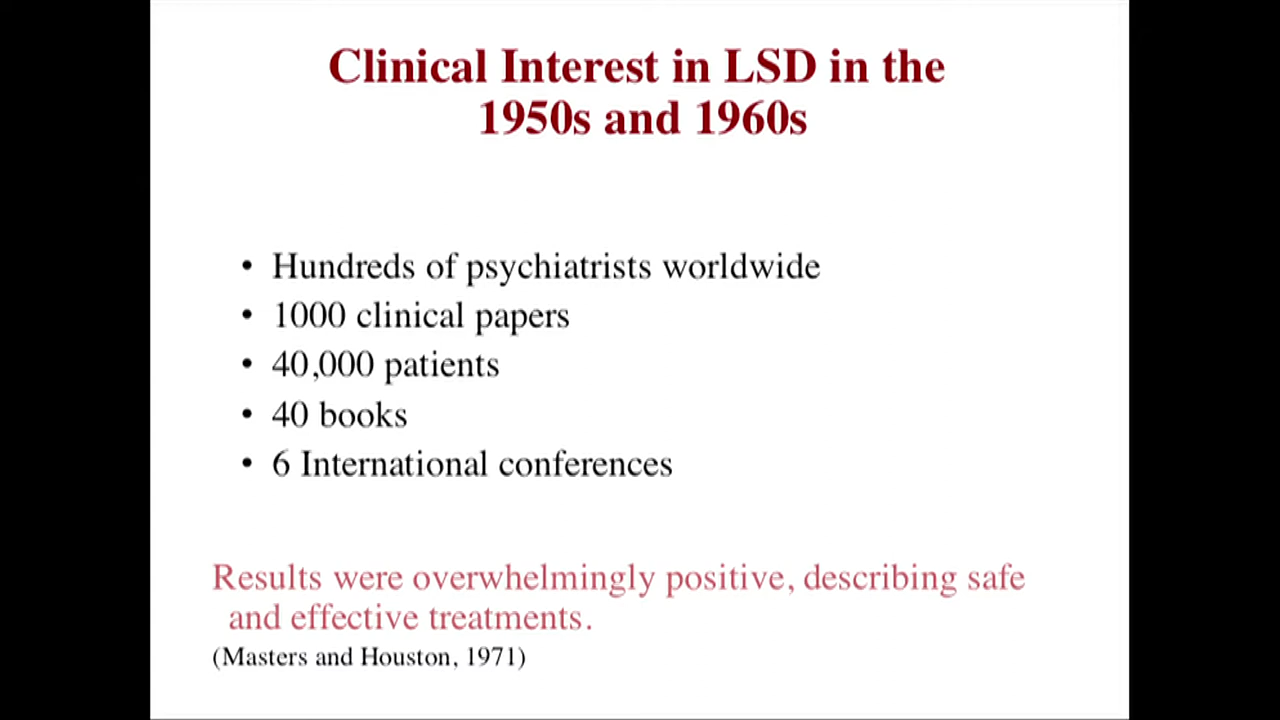 Clinical Interest in LSD in the
1950s and 1960s
• Hundreds of psychiatrists worldwide
• 1000 clinical papers
• 40,000 patients
• 40 books
• 6 International conferences
Results were overwhelmingly positive, describing safe
and effective treatments.
(Masters and Houston, 1971)